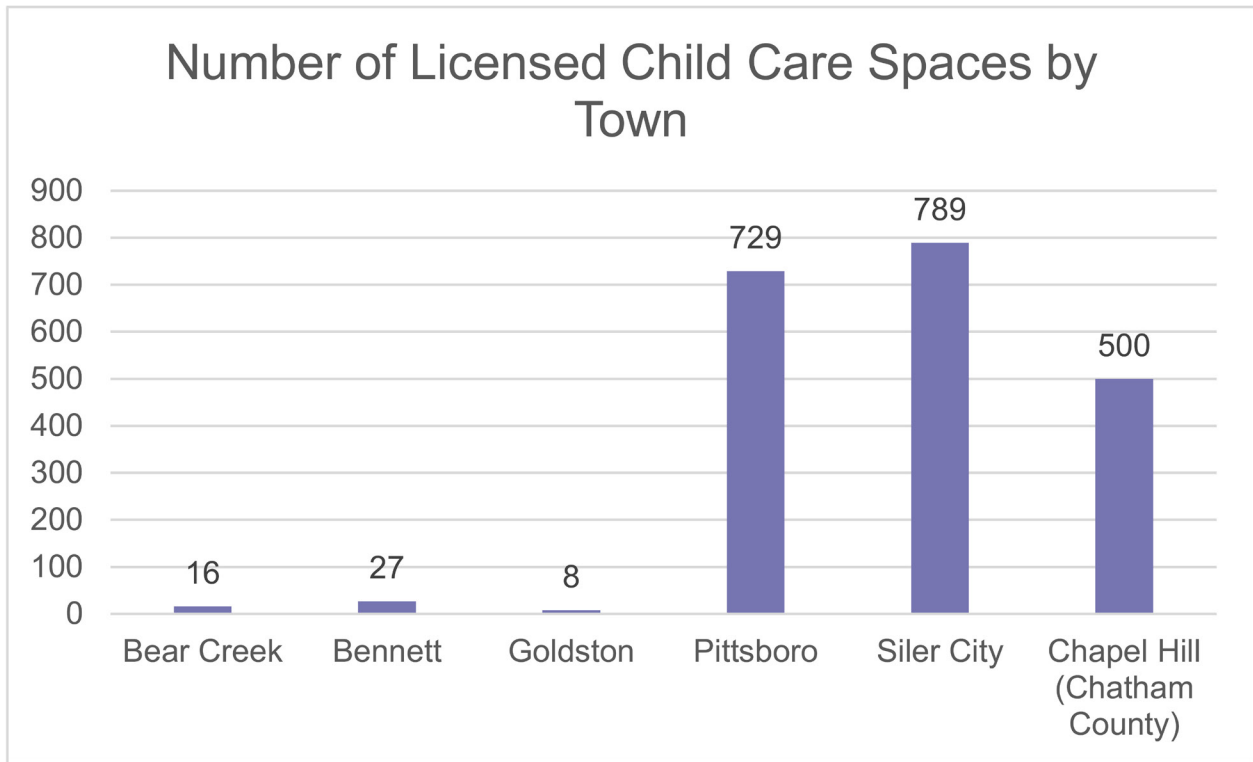 Number of Licensed Child Care Spaces by
Town
900
800
700
600
500
400
300
200
100
0
16
27
8
729
789
500
Bear Creek
Bennett
Goldston
Pittsboro
Siler City
Chapel Hill
(Chatham
County)